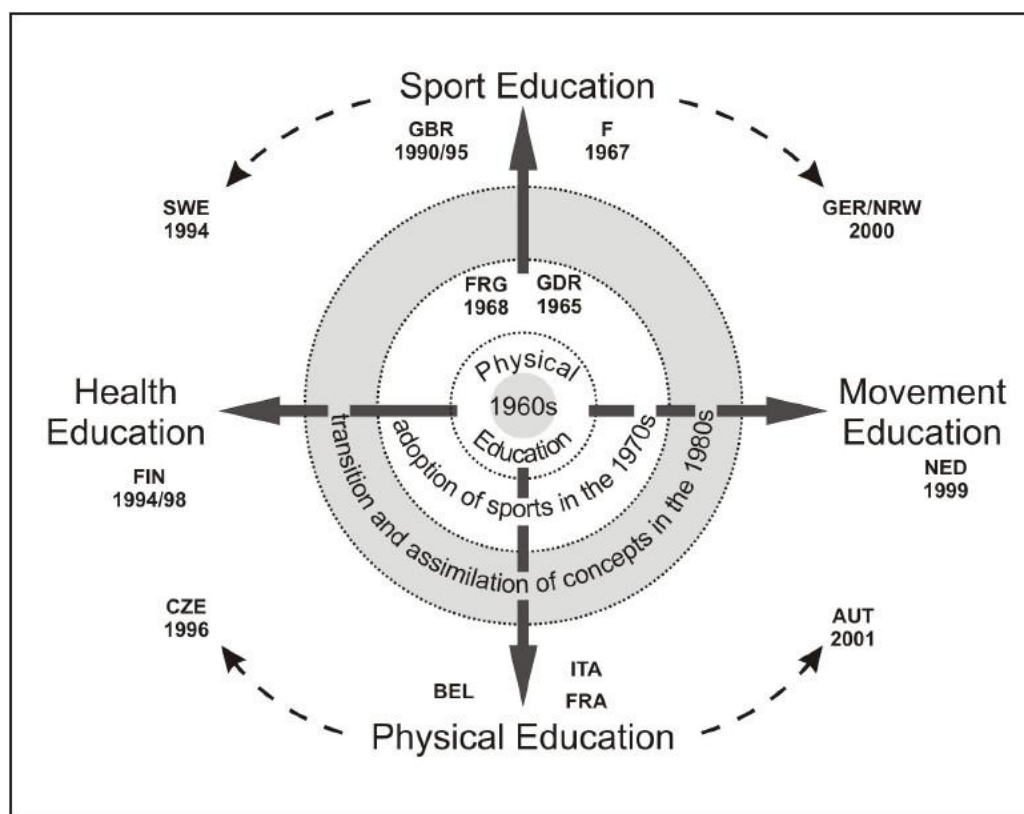 Sport Education
GBR
1990/95
F
1967
SWE
1994
GER/NRW
2000
FRG
1968
GDR
1965
Physical
1960s
Education
adoption of sports in the 1970s
transition and assimilation of concepts in the 1980s
Health
Education
FIN
1994/98
Movement
Education
NED
1999
CZE
1996
AUT
2001
BEL
ITA
FRA
Physical Education